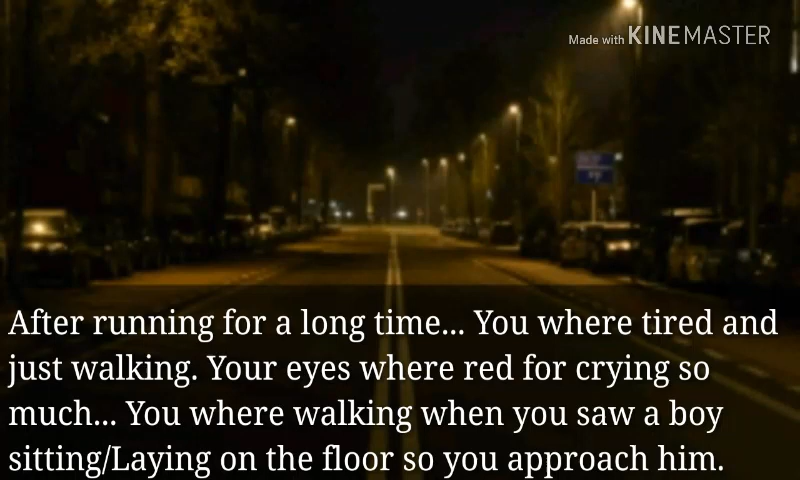 Made with KINEMASTER
After running for a long time... You where tired and
just walking. Your eyes where red for crying so
much... You where walking when you saw a boy
sitting/Laying on the floor so you approach him.